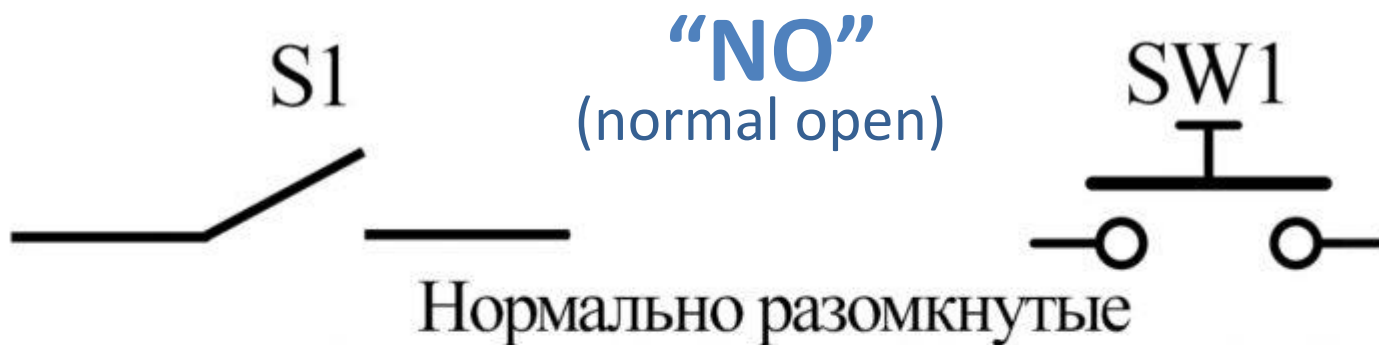 S1
“NO”
(normal open)
SW1
Нормально разомкнутые